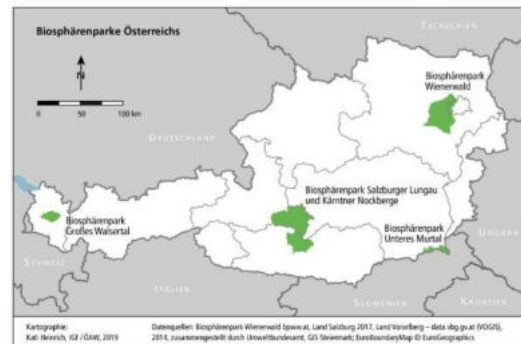 Biosphärenparke Österreichs
N
0 50 100 km
TSCHECHIEN
DEUTSCHLAND
Biosphärenpark
Wienerwald
Biosphärenpark Salzburger Lungau
und Kärntner Nockberge
Biosphärenpark
Großes Walsertal
Biosphärenpark
Unteres Murtal
UNGARN
SCHWEIZ
ITALIEN
SLOWENIEN
KROATIEN
Kartographie:
Kati Heinrich, IGF / ÖAW, 2019
Datenquellen: Biosphärenpark Wienerwald bpww.at, Land Salzburg 2017, Land Vorarlberg – data.vbg.gv.at (VOGIS),
2014, zusammengestellt durch Umweltbundesamt, GIS Steiermark; EuroBoundaryMap © EuroGeographics